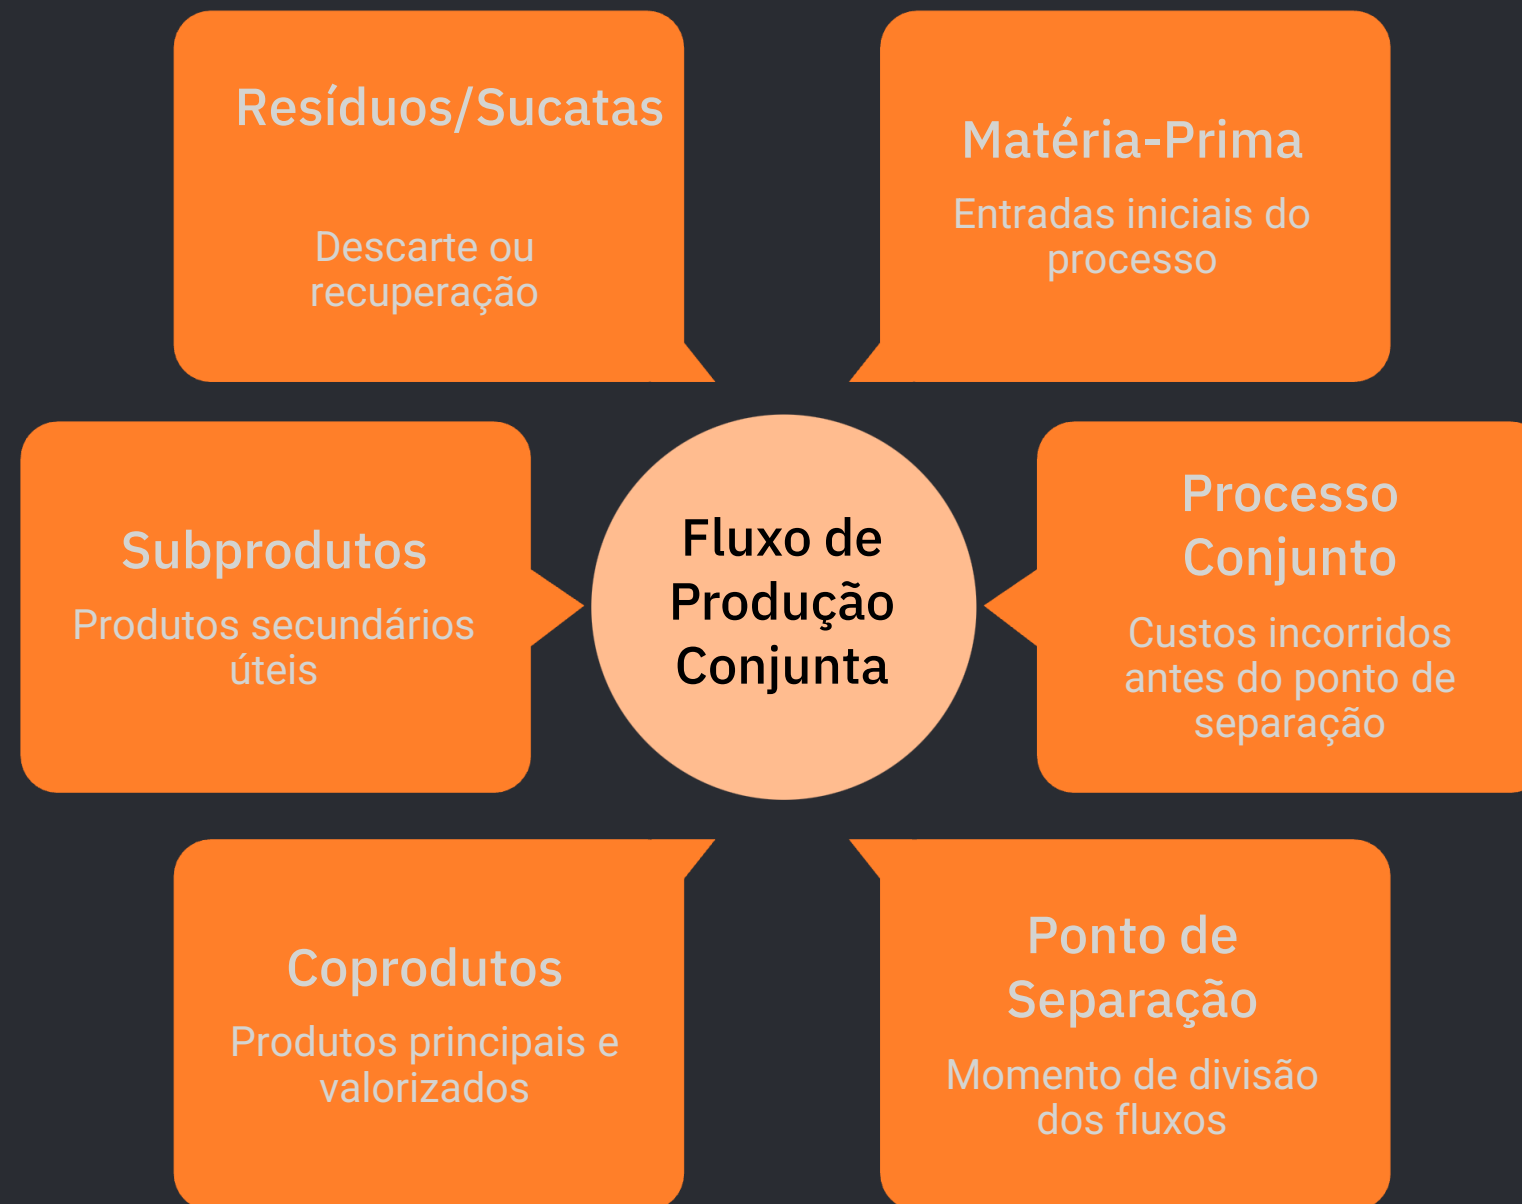 Resíduos/Sucatas
Descarte ou
recuperação
Matéria-Prima
Entradas iniciais do
processo
Subprodutos
Produtos secundários
úteis
Fluxo de
Produção
Conjunta
Processo
Conjunto
Custos incorridos
antes do ponto de
separação
Coprodutos
Produtos principais e
valorizados
Ponto de
Separação
Momento de divisão
dos fluxos